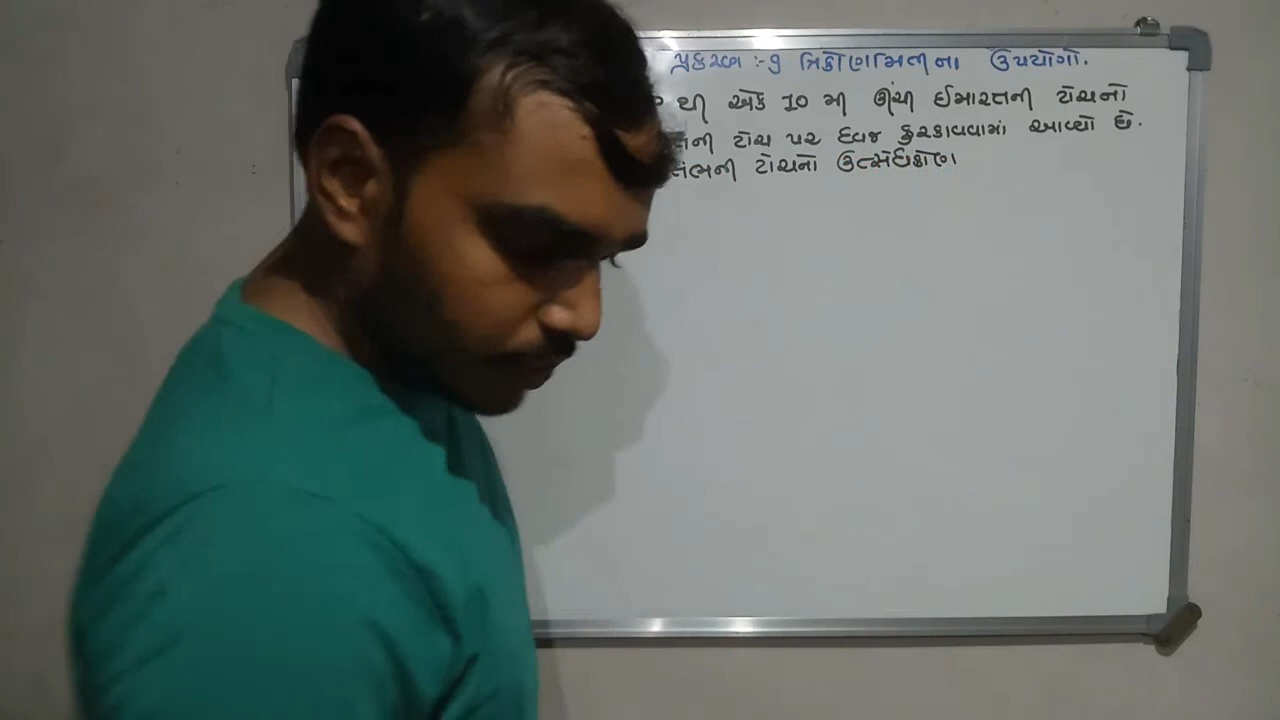 પ્રકરણ :- 9 ત્રિકોણમિતીના ઉપયોગો.
થી એક 10 મી ઊંચી ઈમારતની ટોચનો
ની ટોચ પર ધ્વજ ફરકાવવામાં આવ્યો છે.
તંભની ટોચનો ઉત્સેધકોણ